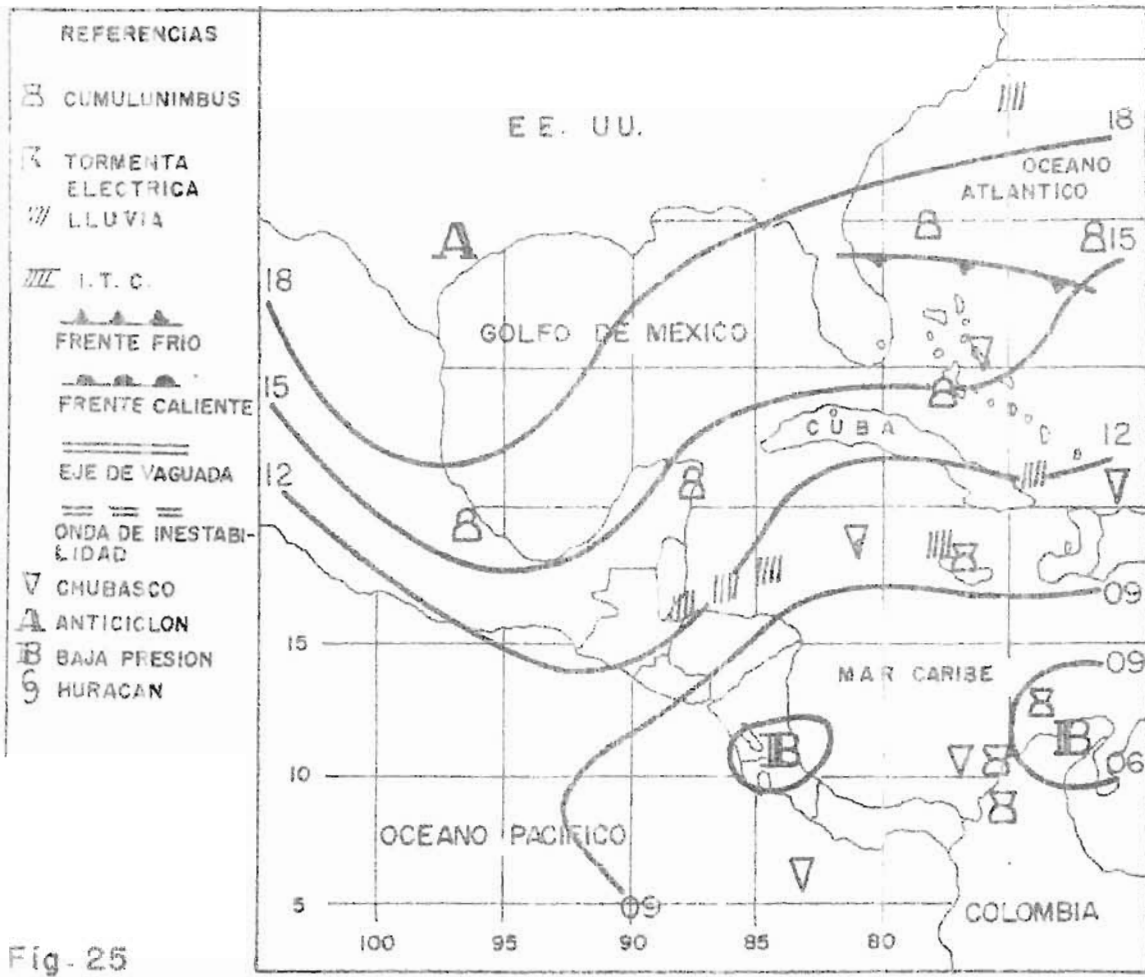 REFERENCIAS
CUMULUNIMBUS
TORMENTA
ELECTRICA
LLUVIA
I. T. C.
FRENTE FRIO
FRENTE CALIENTE
EJE DE VAGUADA
ONDA DE INESTABI-
LIDAD
CHUBASCO
A ANTICICLON
B BAJA PRESION
HURACAN
EE. UU.
18
OCEANO
ATLANTICO
A
15
18
GOLFO DE MEXICO
15
CUBA
12
12
09
15
MAR CARIBE
09
B
B
10
06
OCEANO PACIFICO
09
5
COLOMBIA
100
95
90
85
80
Fig-25